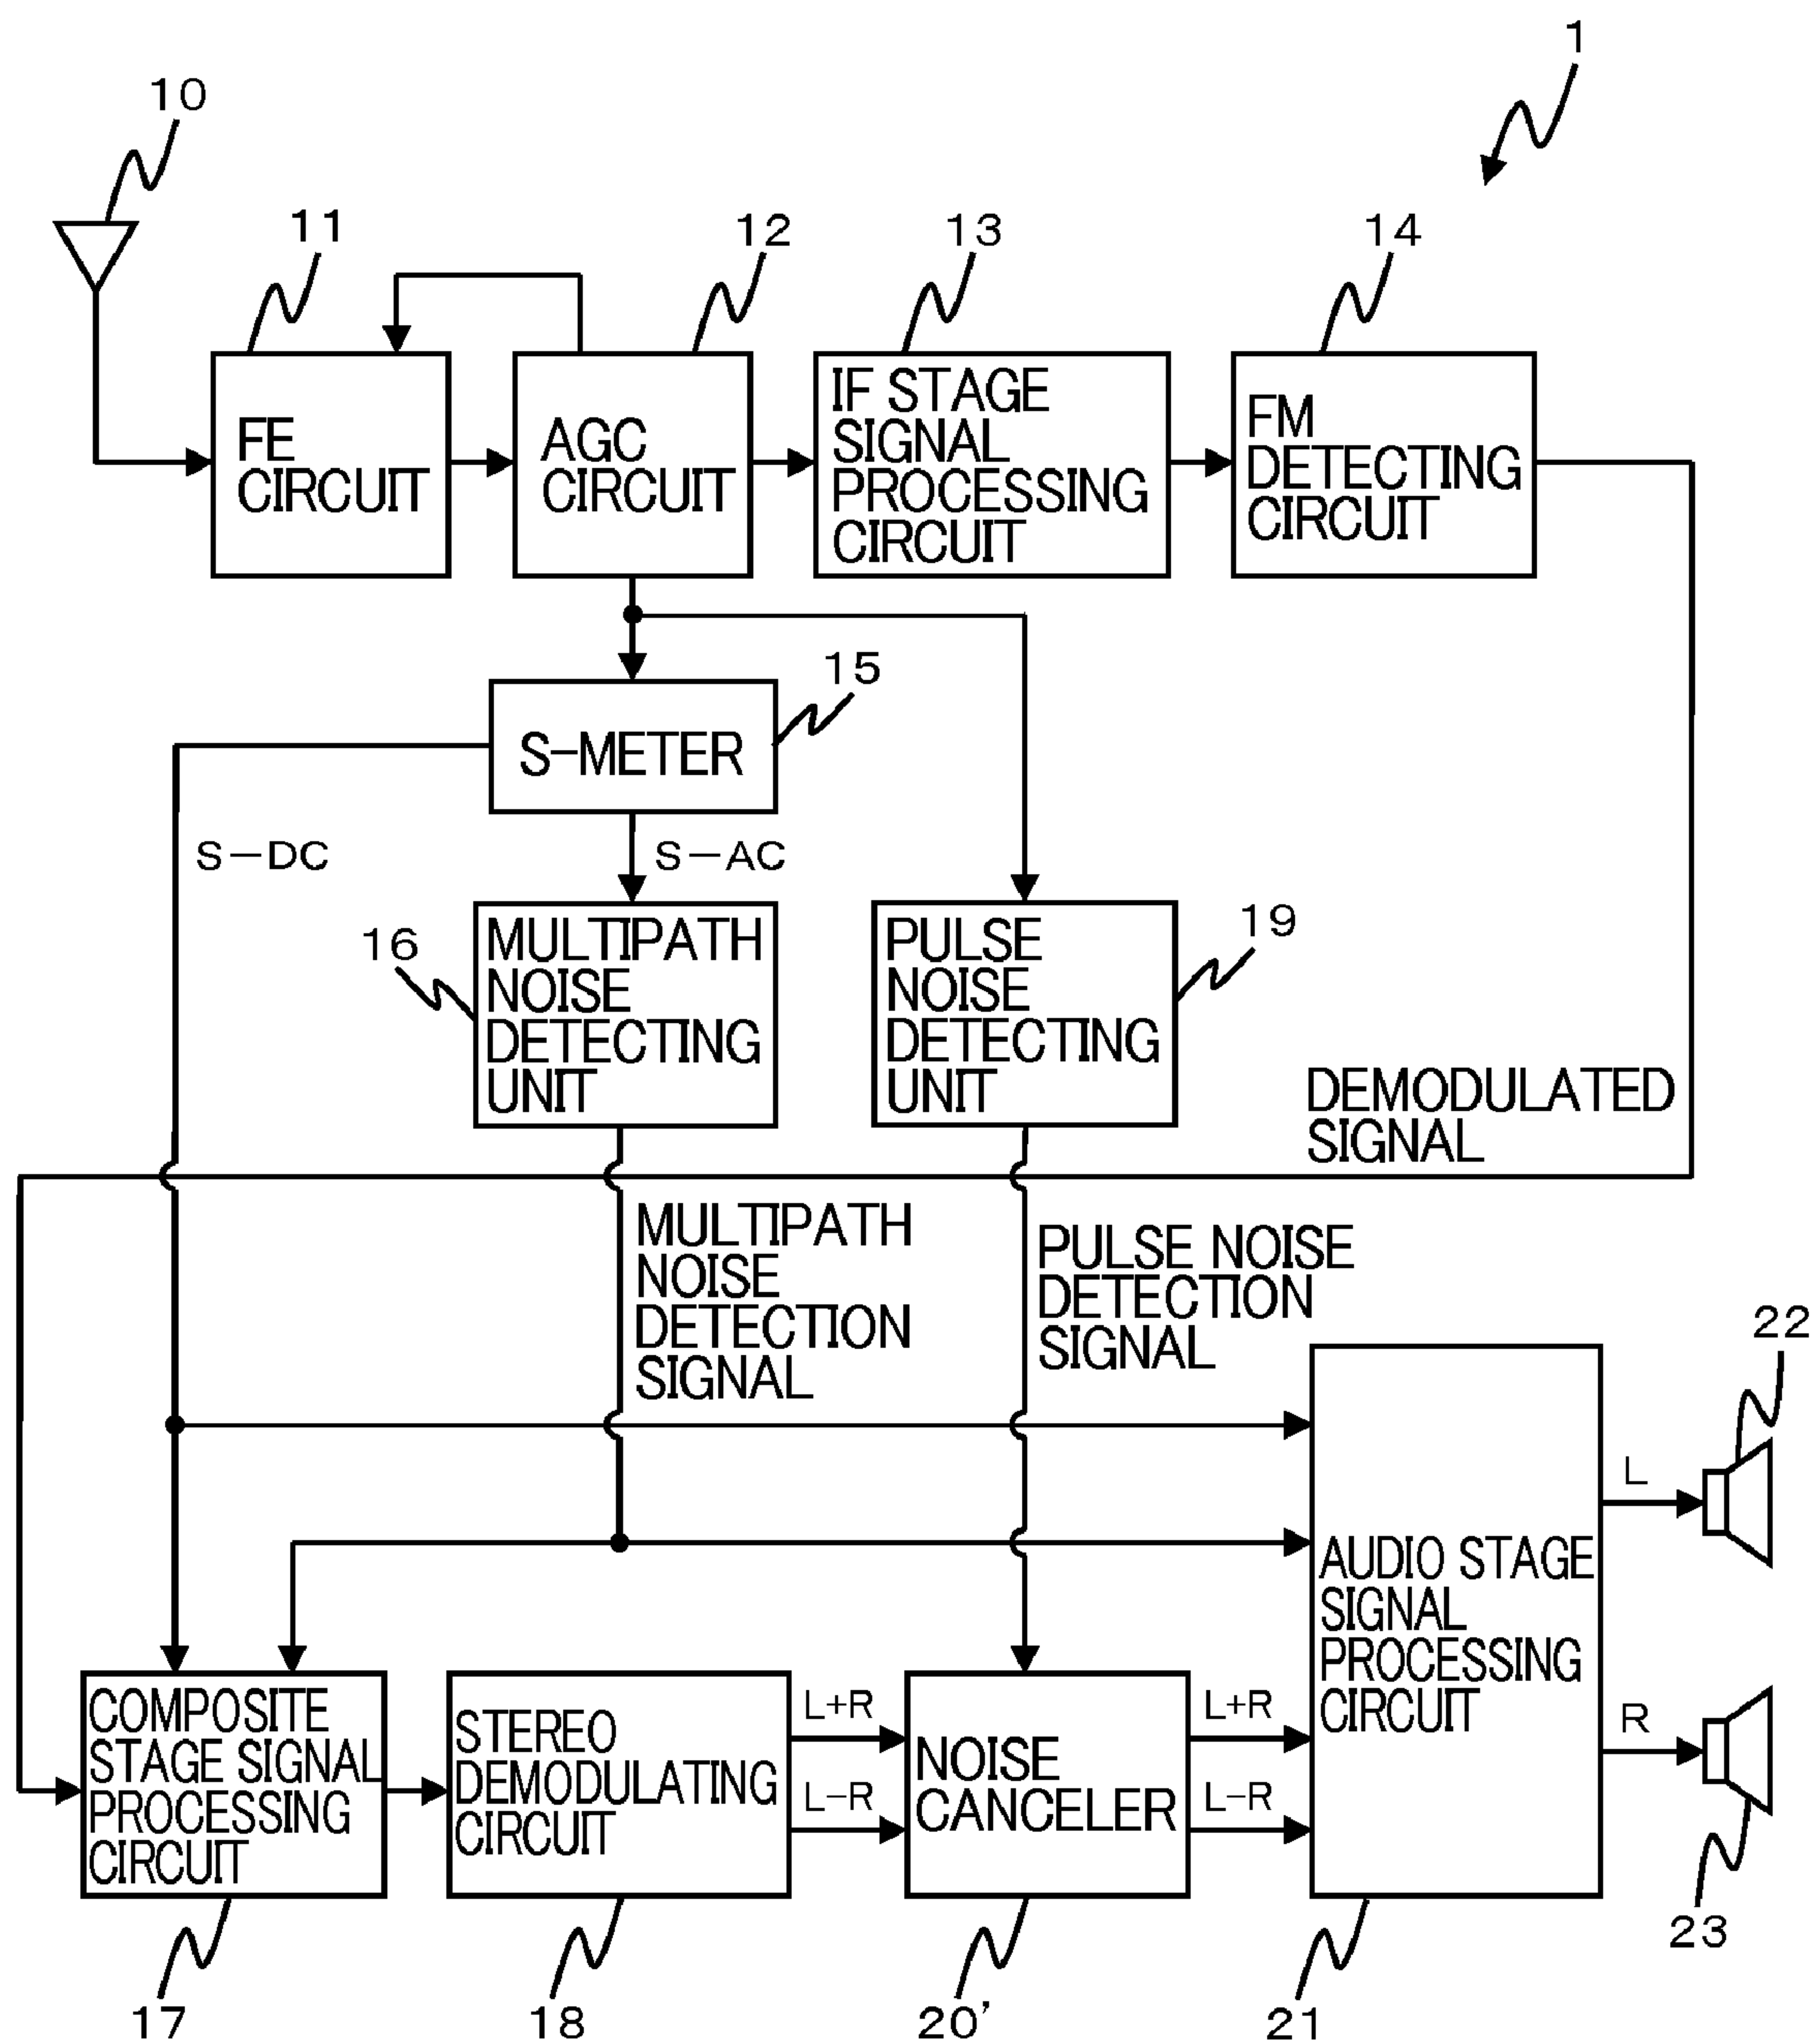 1
10
11
12
13
14
FE
CIRCUIT
AGC
CIRCUIT
IF STAGE
SIGNAL
PROCESSING
CIRCUIT
FM
DETECTING
CIRCUIT
15
S-METER
S-DC
S-AC
16
MULTIPATH
NOISE
DETECTING
UNIT
PULSE
NOISE
DETECTING
UNIT
19
DEMODULATED
SIGNAL
MULTIPATH
NOISE
DETECTION
SIGNAL
PULSE NOISE
DETECTION
SIGNAL
22
L
AUDIO STAGE
SIGNAL
PROCESSING
CIRCUIT
R
23
COMPOSITE
STAGE SIGNAL
PROCESSING
CIRCUIT
STEREO
DEMODULATING
CIRCUIT
L+R
L-R
NOISE
CANCELER
L+R
L-R
17
18
20'
21